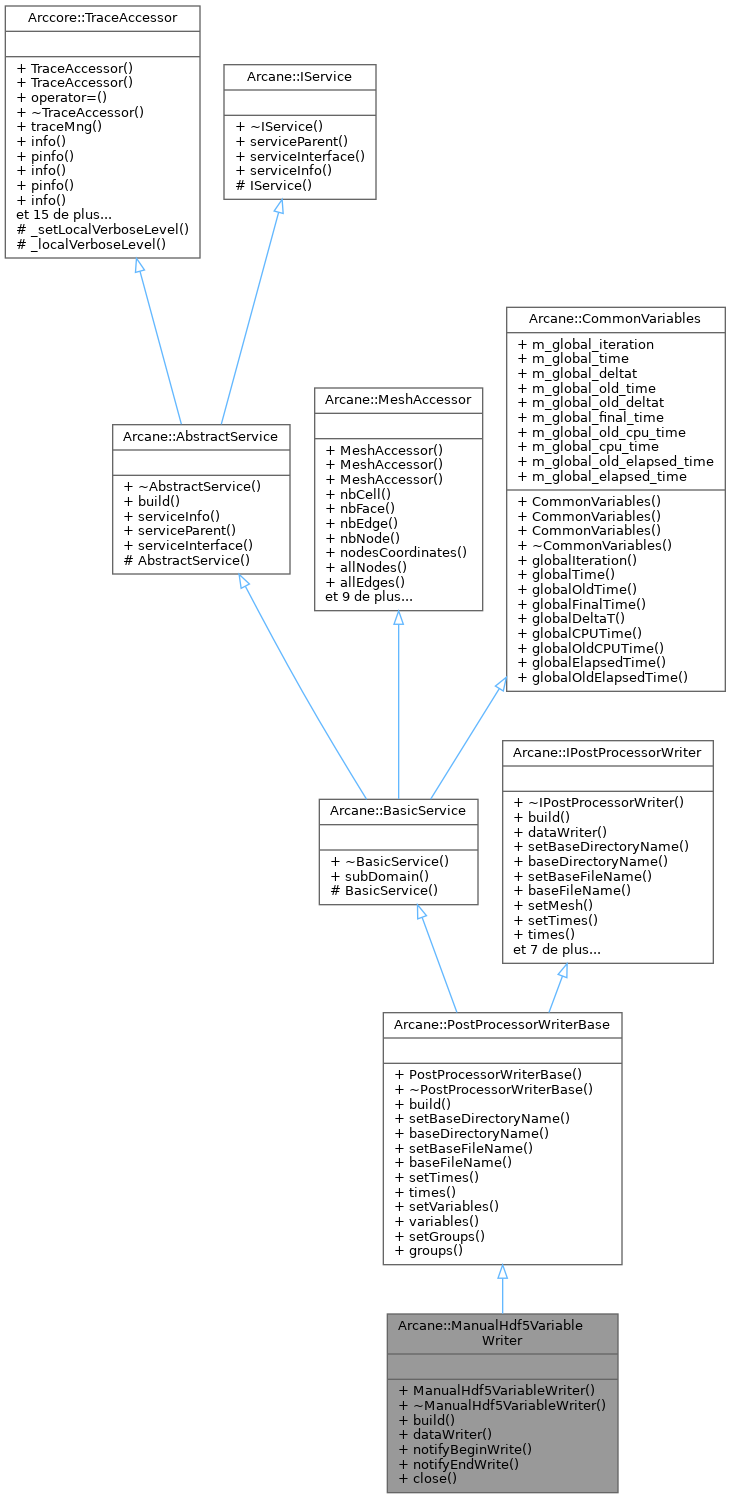 Arccore::TraceAccessor
+ TraceAccessor()
+ TraceAccessor()
+ operator=()
+ ~TraceAccessor()
+ traceMng()
+ info()
+ pinfo()
+ info()
+ pinfo()
+ info()
et 15 de plus...
# _setLocalVerboseLevel()
# _localVerboseLevel()
Arcane::IService
+ ~IService()
+ serviceParent()
+ serviceInterface()
+ serviceInfo()
# IService()
Arcane::CommonVariables
+ m_global_iteration
+ m_global_time
+ m_global_deltat
+ m_global_old_time
+ m_global_old_deltat
+ m_global_final_time
+ m_global_old_cpu_time
+ m_global_cpu_time
+ m_global_old_elapsed_time
+ m_global_elapsed_time
+ CommonVariables()
+ CommonVariables()
+ CommonVariables()
+ ~CommonVariables()
+ globalIteration()
+ globalTime()
+ globalOldTime()
+ globalFinalTime()
+ globalDeltaT()
+ globalCPUTime()
+ globalOldCPUTime()
+ globalElapsedTime()
+ globalOldElapsedTime()
Arcane::MeshAccessor
+ MeshAccessor()
+ MeshAccessor()
+ MeshAccessor()
+ nbCell()
+ nbFace()
+ nbEdge()
+ nbNode()
+ nodesCoordinates()
+ allNodes()
+ allEdges()
et 9 de plus...
Arcane::AbstractService
+ ~AbstractService()
+ build()
+ serviceInfo()
+ serviceParent()
+ serviceInterface()
# AbstractService()
Arcane::IPostProcessorWriter
+ ~IPostProcessorWriter()
+ build()
+ dataWriter()
+ setBaseDirectoryName()
+ baseDirectoryName()
+ setBaseFileName()
+ baseFileName()
+ setMesh()
+ setTimes()
+ times()
et 7 de plus...
Arcane::BasicService
+ ~BasicService()
+ subDomain()
# BasicService()
Arcane::PostProcessorWriterBase
+ PostProcessorWriterBase()
+ ~PostProcessorWriterBase()
+ build()
+ setBaseDirectoryName()
+ baseDirectoryName()
+ setBaseFileName()
+ baseFileName()
+ setTimes()
+ times()
+ setVariables()
+ variables()
+ setGroups()
+ groups()
Arcane::ManualHdf5Variable
Writer
+ ManualHdf5VariableWriter()
+ ~ManualHdf5VariableWriter()
+ build()
+ dataWriter()
+ notifyBeginWrite()
+ notifyEndWrite()
+ close()